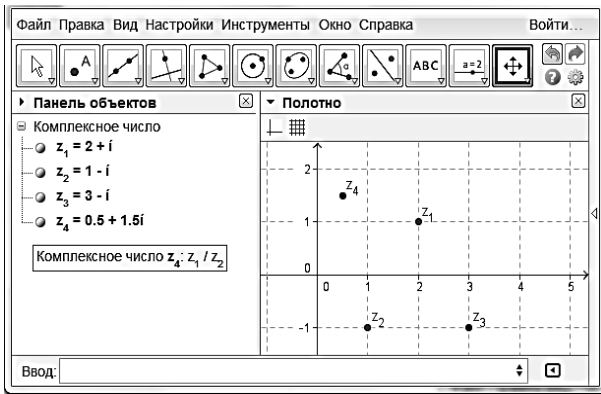 Файл Правка Вид Настройки Инструменты Окно Справка Войти...
A α ABC a=2
Панель объектов
Комплексное число
z₁ = 2 + í
z₂ = 1 - í
z₃ = 3 - í
z₄ = 0.5 + 1.5í
Комплексное число z₄: z₁ / z₂
Полотно
2
z₄
1
z₁
0
0 1 2 3 4 5
z₂
z₃
-1
Ввод: